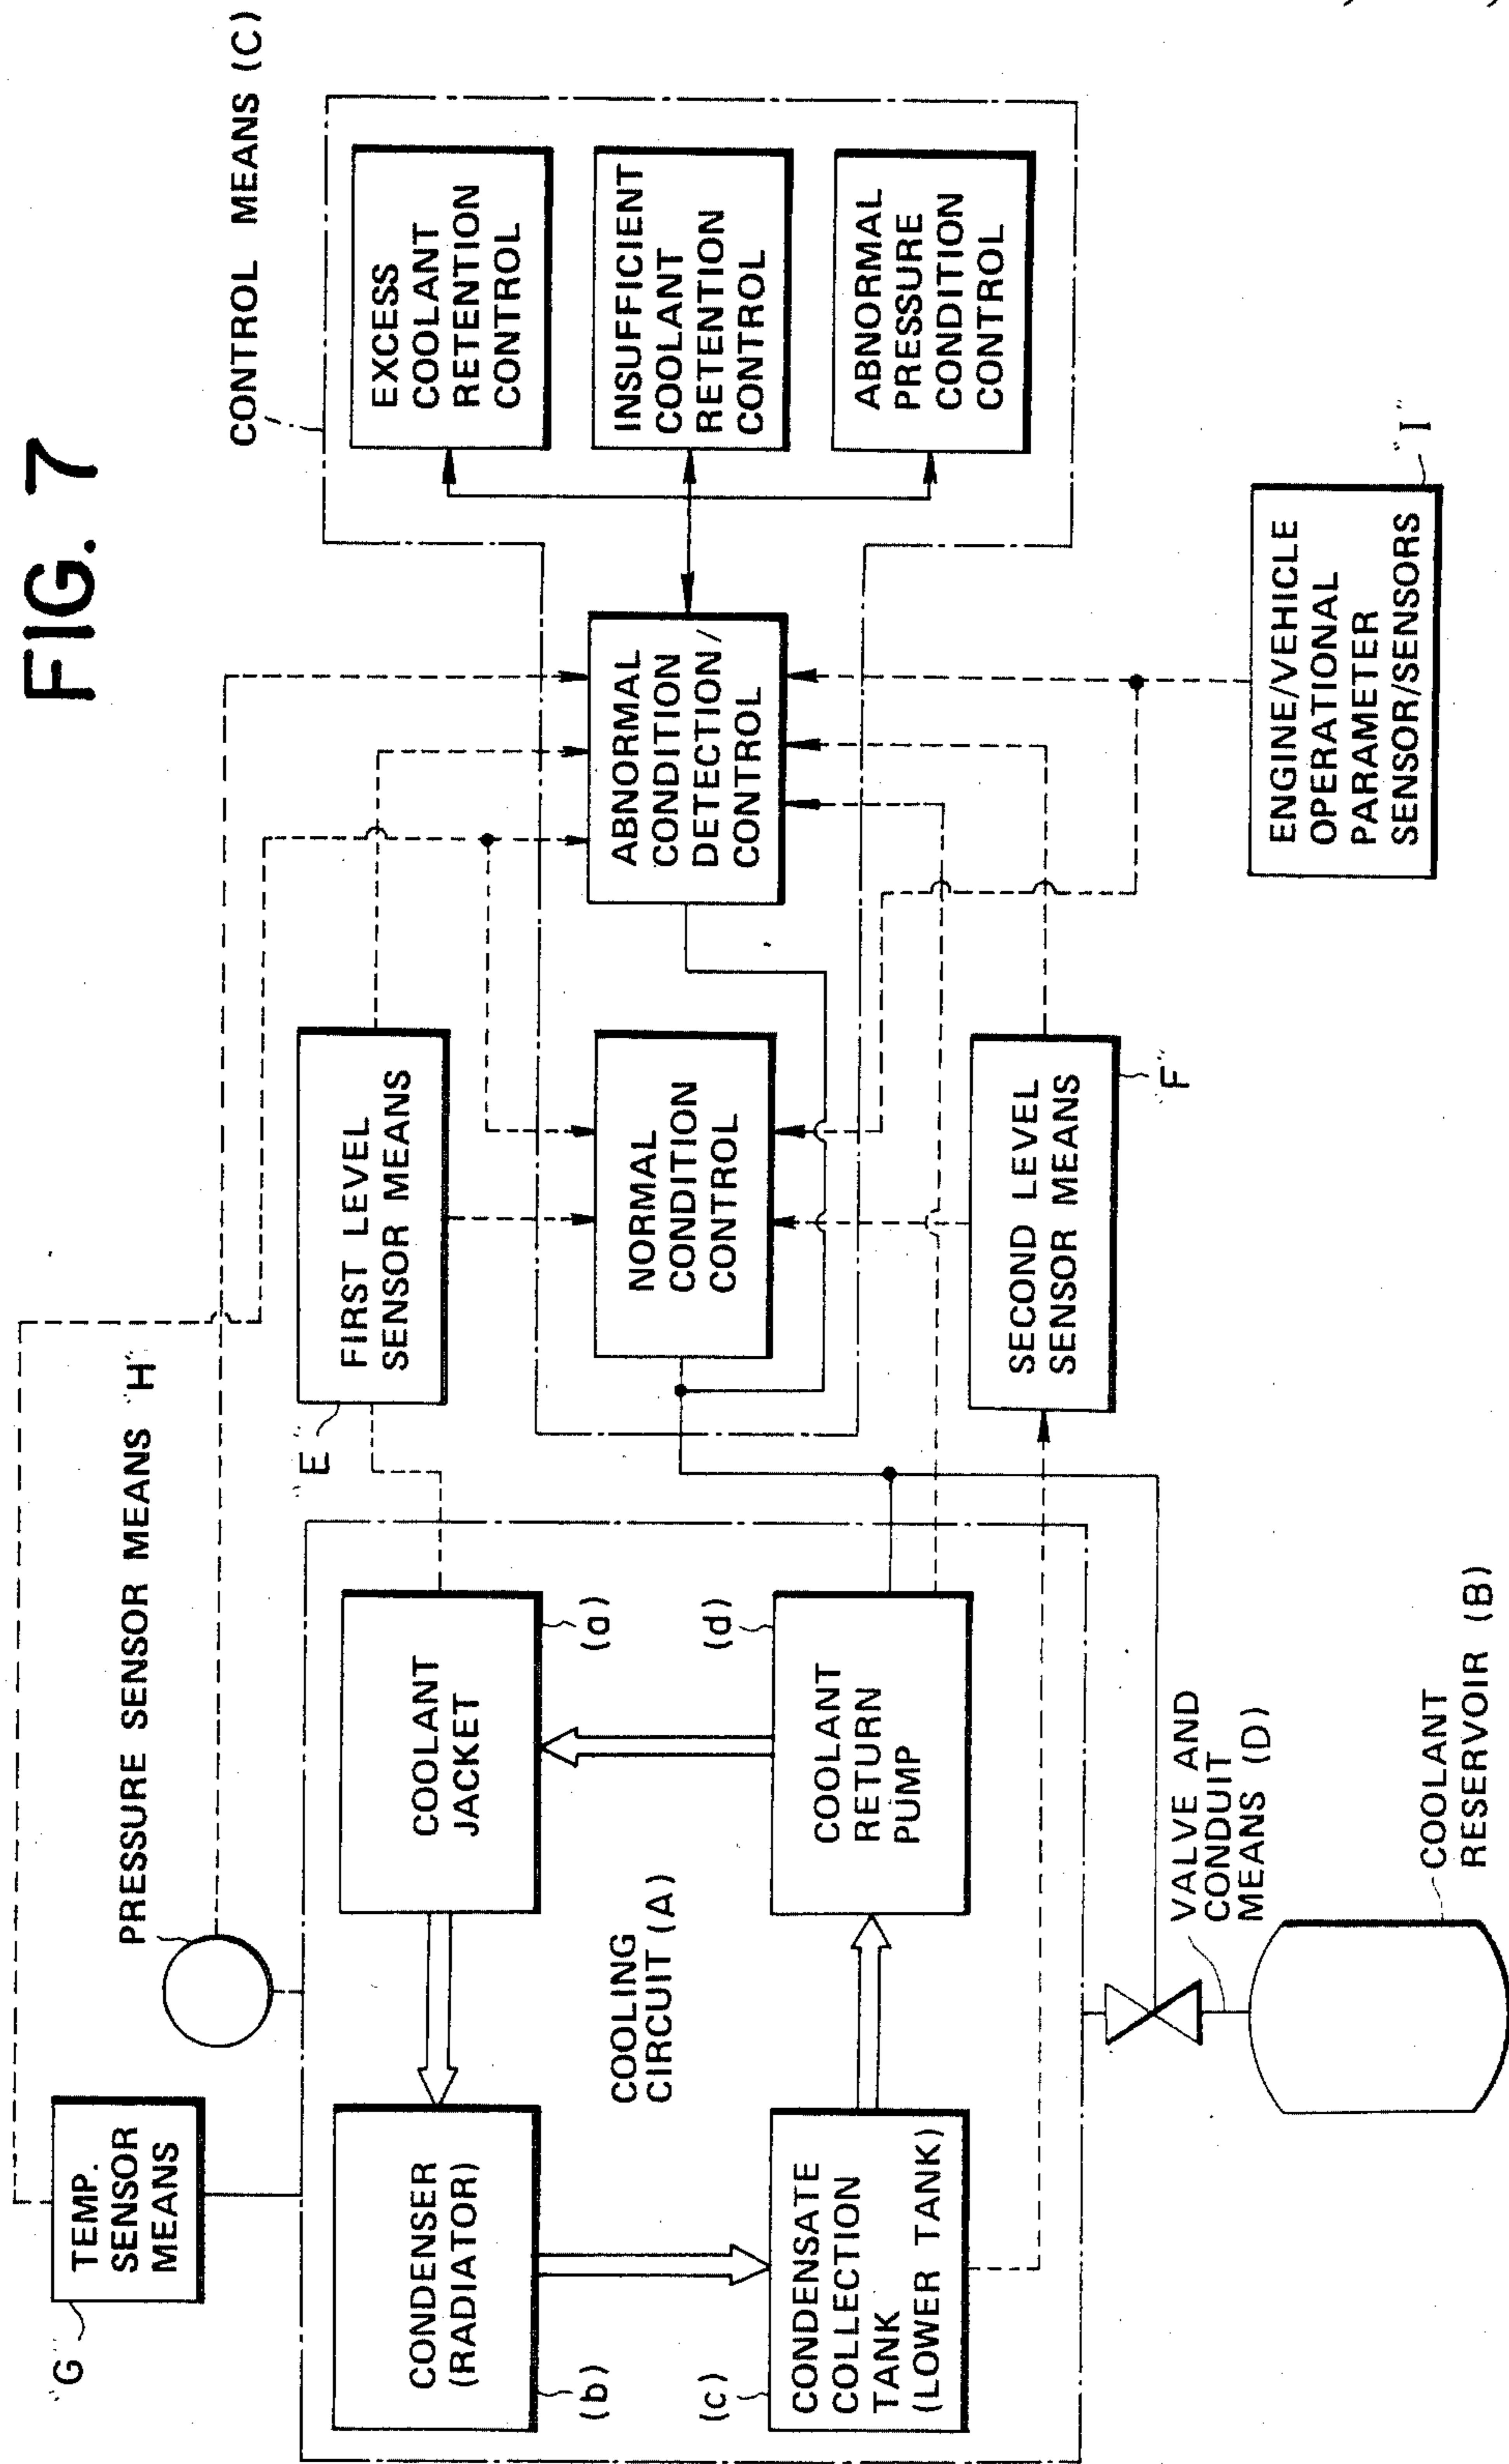 FIG. 7
CONTROL MEANS (C)
EXCESS
COOLANT
RETENTION
CONTROL
INSUFFICIENT
COOLANT
RETENTION
CONTROL
ABNORMAL
PRESSURE
CONDITION
CONTROL
ABNORMAL
CONDITION
DETECTION/
CONTROL
ENGINE/VEHICLE
OPERATIONAL
PARAMETER
SENSOR/SENSORS
"I"
FIRST LEVEL
SENSOR MEANS
"E"
NORMAL
CONDITION
CONTROL
SECOND LEVEL
SENSOR MEANS
"F"
PRESSURE SENSOR MEANS "H"
TEMP.
SENSOR
MEANS
"G"
COOLANT
JACKET
(a)
CONDENSER
(RADIATOR)
(b)
COOLING
CIRCUIT (A)
COOLANT
RETURN
PUMP
(d)
CONDENSATE
COLLECTION
TANK
(LOWER TANK)
(c)
VALVE AND
CONDUIT
MEANS (D)
COOLANT
RESERVOIR (B)